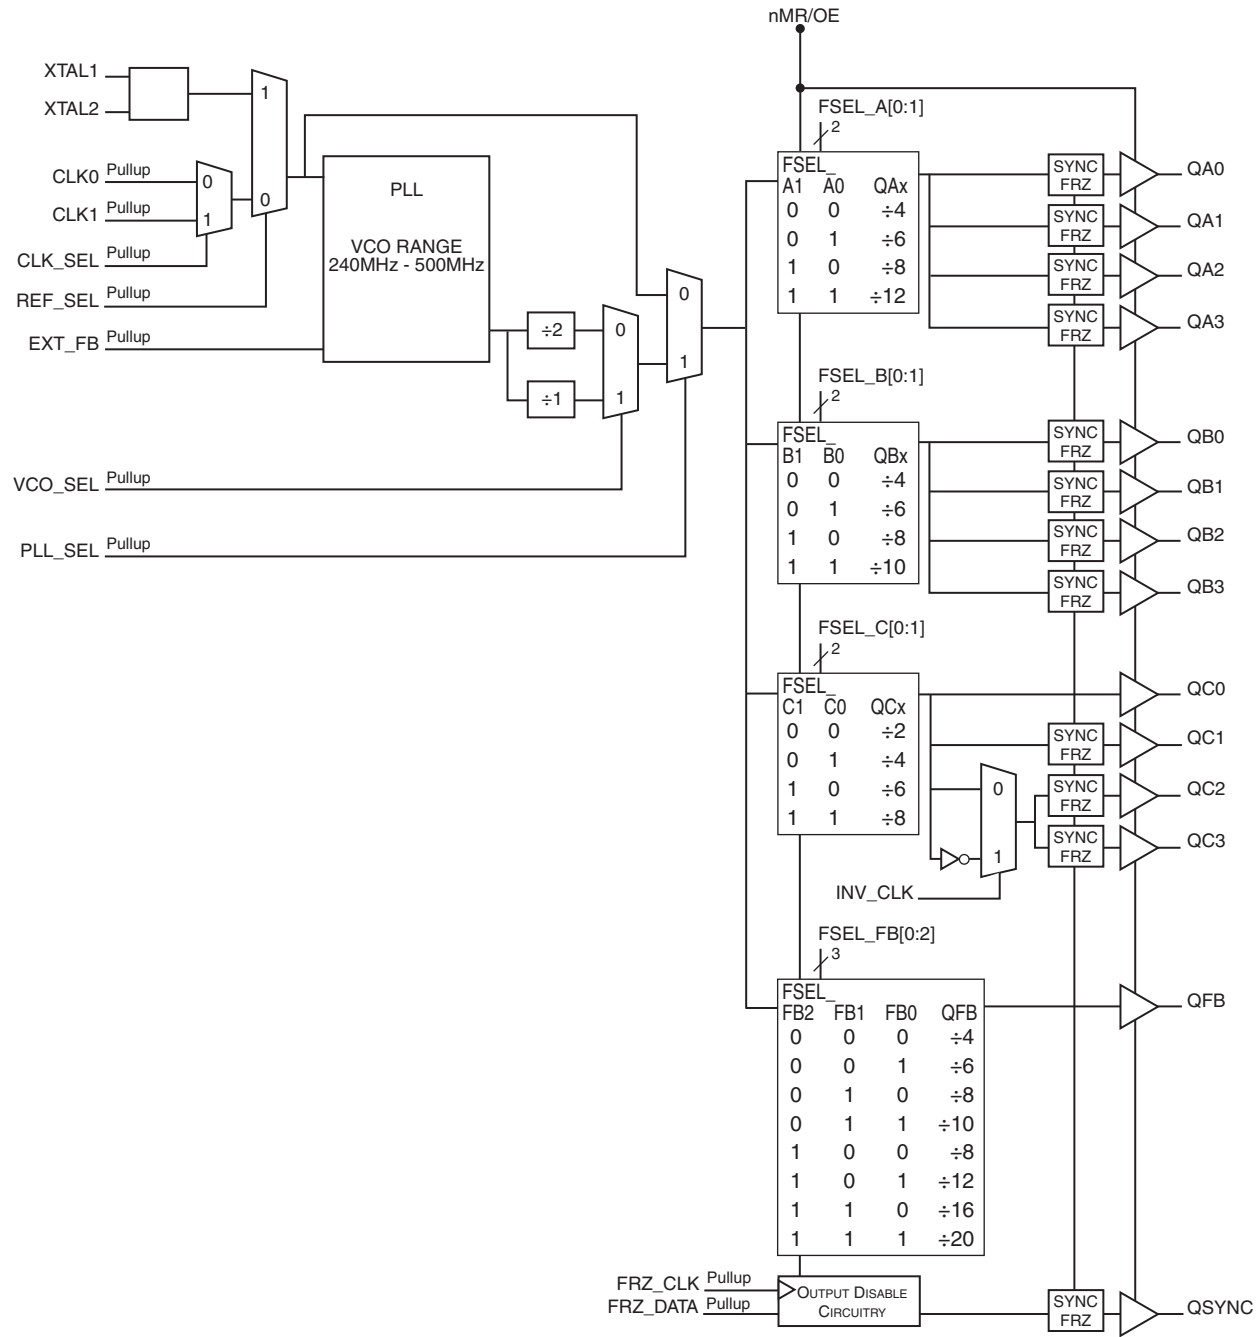 nMR/OE
XTAL1
XTAL2
1
0
CLK0 Pullup
CLK1 Pullup
0
1
CLK_SEL Pullup
REF_SEL Pullup
EXT_FB Pullup
PLL
VCO RANGE
240MHz - 500MHz
÷2
÷1
0
1
0
1
VCO_SEL Pullup
PLL_SEL Pullup
FSEL_A[0:1]
2
FSEL_
A1 A0 QAx
0 0 ÷4
0 1 ÷6
1 0 ÷8
1 1 ÷12
SYNC
FRZ
QA0
SYNC
FRZ
QA1
SYNC
FRZ
QA2
SYNC
FRZ
QA3
FSEL_B[0:1]
2
FSEL_
B1 B0 QBx
0 0 ÷4
0 1 ÷6
1 0 ÷8
1 1 ÷10
SYNC
FRZ
QB0
SYNC
FRZ
QB1
SYNC
FRZ
QB2
SYNC
FRZ
QB3
FSEL_C[0:1]
2
FSEL_
C1 C0 QCx
0 0 ÷2
0 1 ÷4
1 0 ÷6
1 1 ÷8
QC0
SYNC
FRZ
QC1
0
1
INV_CLK
SYNC
FRZ
QC2
SYNC
FRZ
QC3
FSEL_FB[0:2]
3
FSEL_
FB2 FB1 FB0 QFB
0 0 0 ÷4
0 0 1 ÷6
0 1 0 ÷8
0 1 1 ÷10
1 0 0 ÷8
1 0 1 ÷12
1 1 0 ÷16
1 1 1 ÷20
QFB
FRZ_CLK Pullup
FRZ_DATA Pullup
OUTPUT DISABLE
CIRCUITRY
SYNC
FRZ
QSYNC